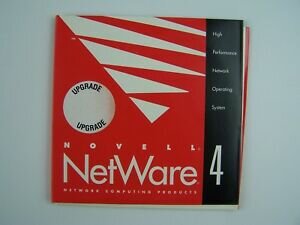 High
Performance
Network
Operating
System
UPGRADE
UPGRADE
NOVELL®
NetWare® 4
NETWORK COMPUTING PRODUCTS